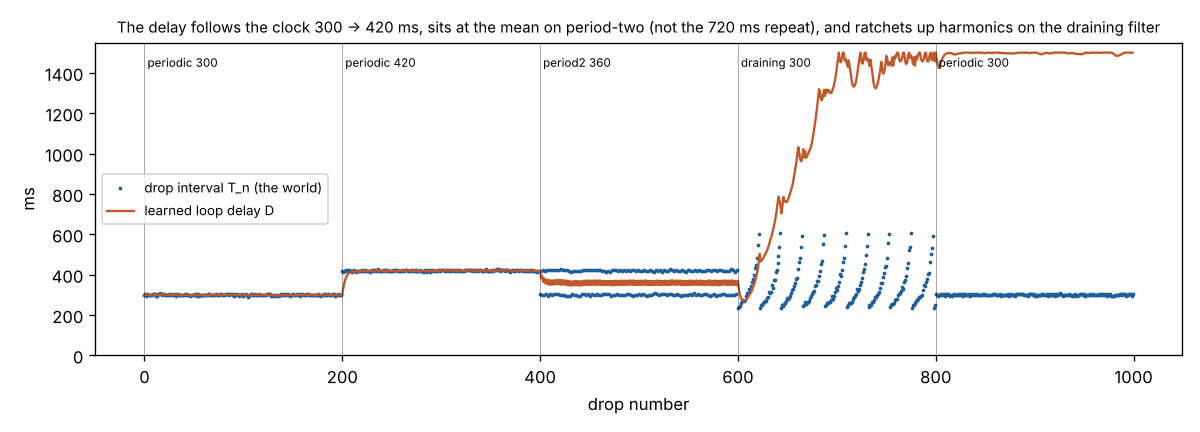 The delay follows the clock 300 → 420 ms, sits at the mean on period-two (not the 720 ms repeat), and ratchets up harmonics on the draining filter
periodic 300
periodic 420
period2 360
draining 300
periodic 300
1400
1200
1000
800
600
400
200
0
ms
drop interval T_n (the world)
learned loop delay D
0
200
400
600
800
1000
drop number